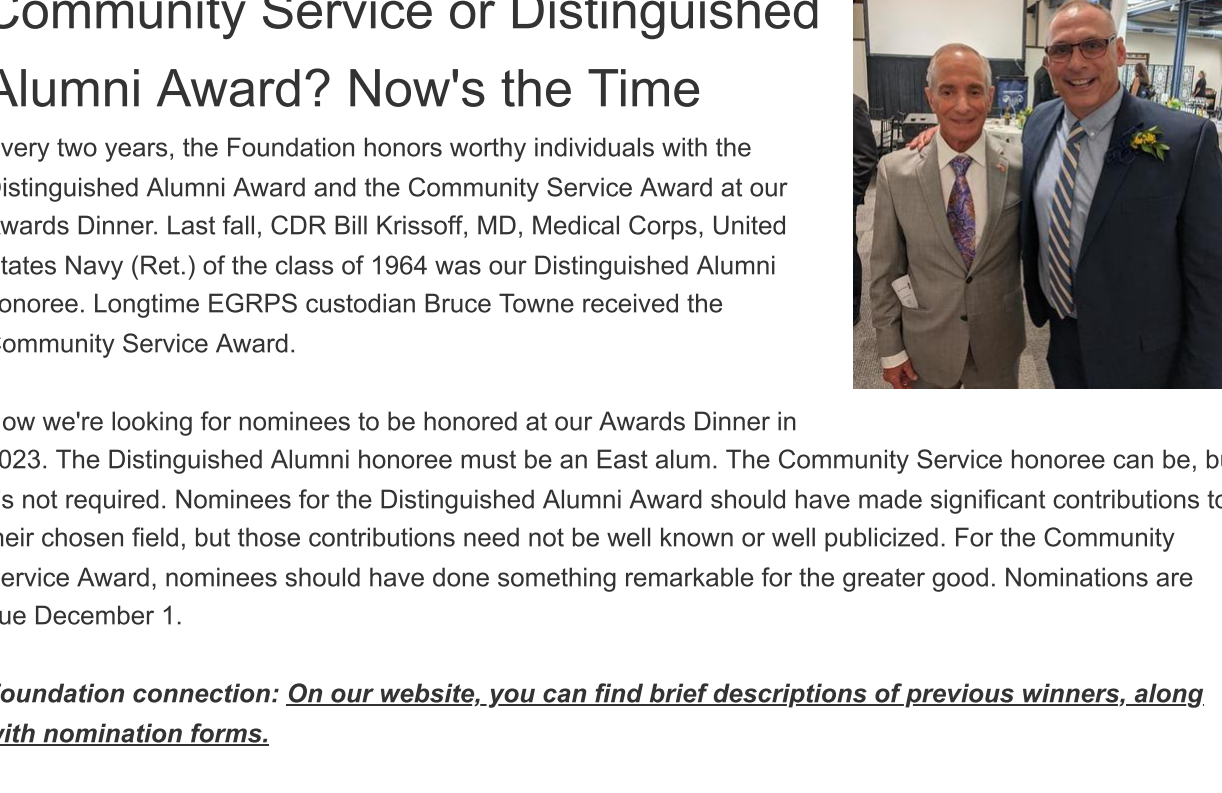 Community Service or Distinguished
Alumni Award? Now's the Time
very two years, the Foundation honors worthy individuals with the
istinguished Alumni Award and the Community Service Award at our
wards Dinner. Last fall, CDR Bill Krissoff, MD, Medical Corps, United
tates Navy (Ret.) of the class of 1964 was our Distinguished Alumni
onoree. Longtime EGRPS custodian Bruce Towne received the
ommunity Service Award.
ow we're looking for nominees to be honored at our Awards Dinner in
023. The Distinguished Alumni honoree must be an East alum. The Community Service honoree can be, bu
s not required. Nominees for the Distinguished Alumni Award should have made significant contributions to
heir chosen field, but those contributions need not be well known or well publicized. For the Community
ervice Award, nominees should have done something remarkable for the greater good. Nominations are
ue December 1.
oundation connection: On our website, you can find brief descriptions of previous winners, along
with nomination forms.